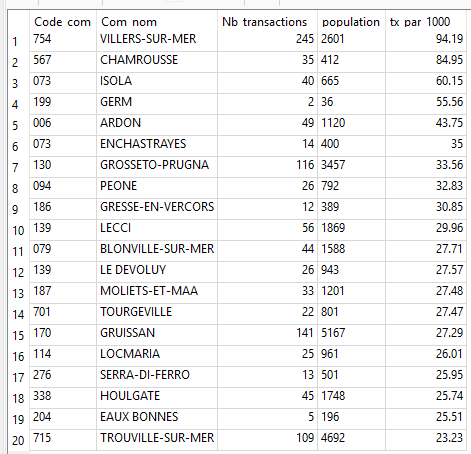 Code com Com nom Nb transactions population tx par 1000
1 754 VILLERS-SUR-MER 245 2601 94.19
2 567 CHAMROUSSE 35 412 84.95
3 073 ISOLA 40 665 60.15
4 199 GERM 2 36 55.56
5 006 ARDON 49 1120 43.75
6 073 ENCHASTRAYES 14 400 35
7 130 GROSSETO-PRUGNA 116 3457 33.56
8 094 PEONE 26 792 32.83
9 186 GRESSE-EN-VERCORS 12 389 30.85
10 139 LECCI 56 1869 29.96
11 079 BLONVILLE-SUR-MER 44 1588 27.71
12 139 LE DEVOLUY 26 943 27.57
13 187 MOLIETS-ET-MAA 33 1201 27.48
14 701 TOURGEVILLE 22 801 27.47
15 170 GRUISSAN 141 5167 27.29
16 114 LOCMARIA 25 961 26.01
17 276 SERRA-DI-FERRO 13 501 25.95
18 338 HOULGATE 45 1748 25.74
19 204 EAUX BONNES 5 196 25.51
20 715 TROUVILLE-SUR-MER 109 4692 23.23